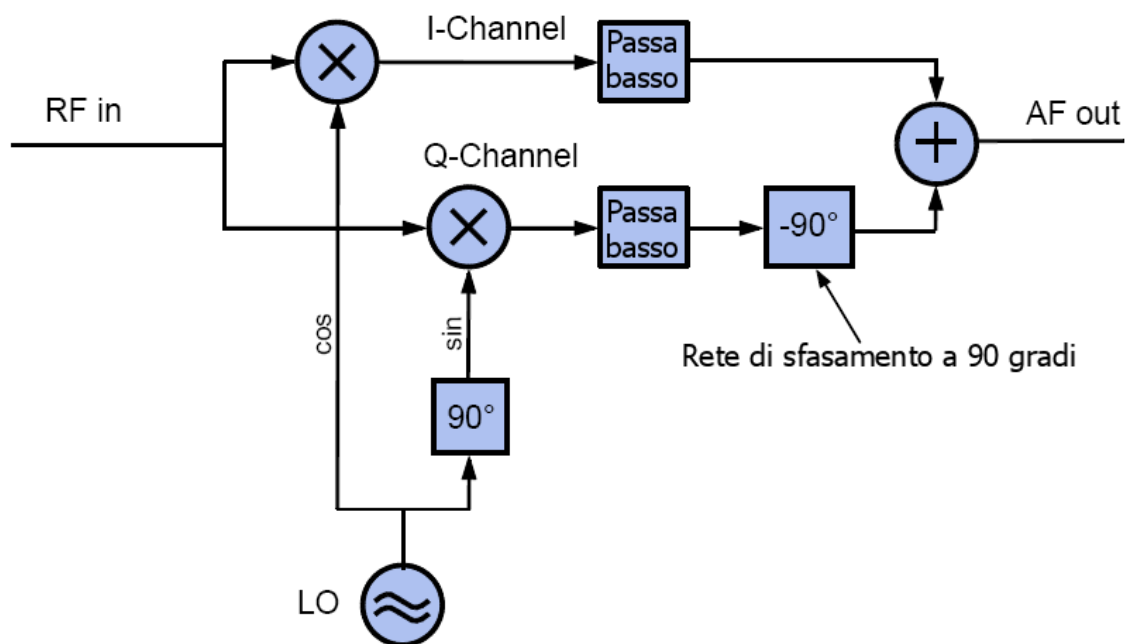 I-Channel
Passa
basso
RF in
AF out
Q-Channel
Passa
basso
-90°
cos
sin
Rete di sfasamento a 90 gradi
90°
LO